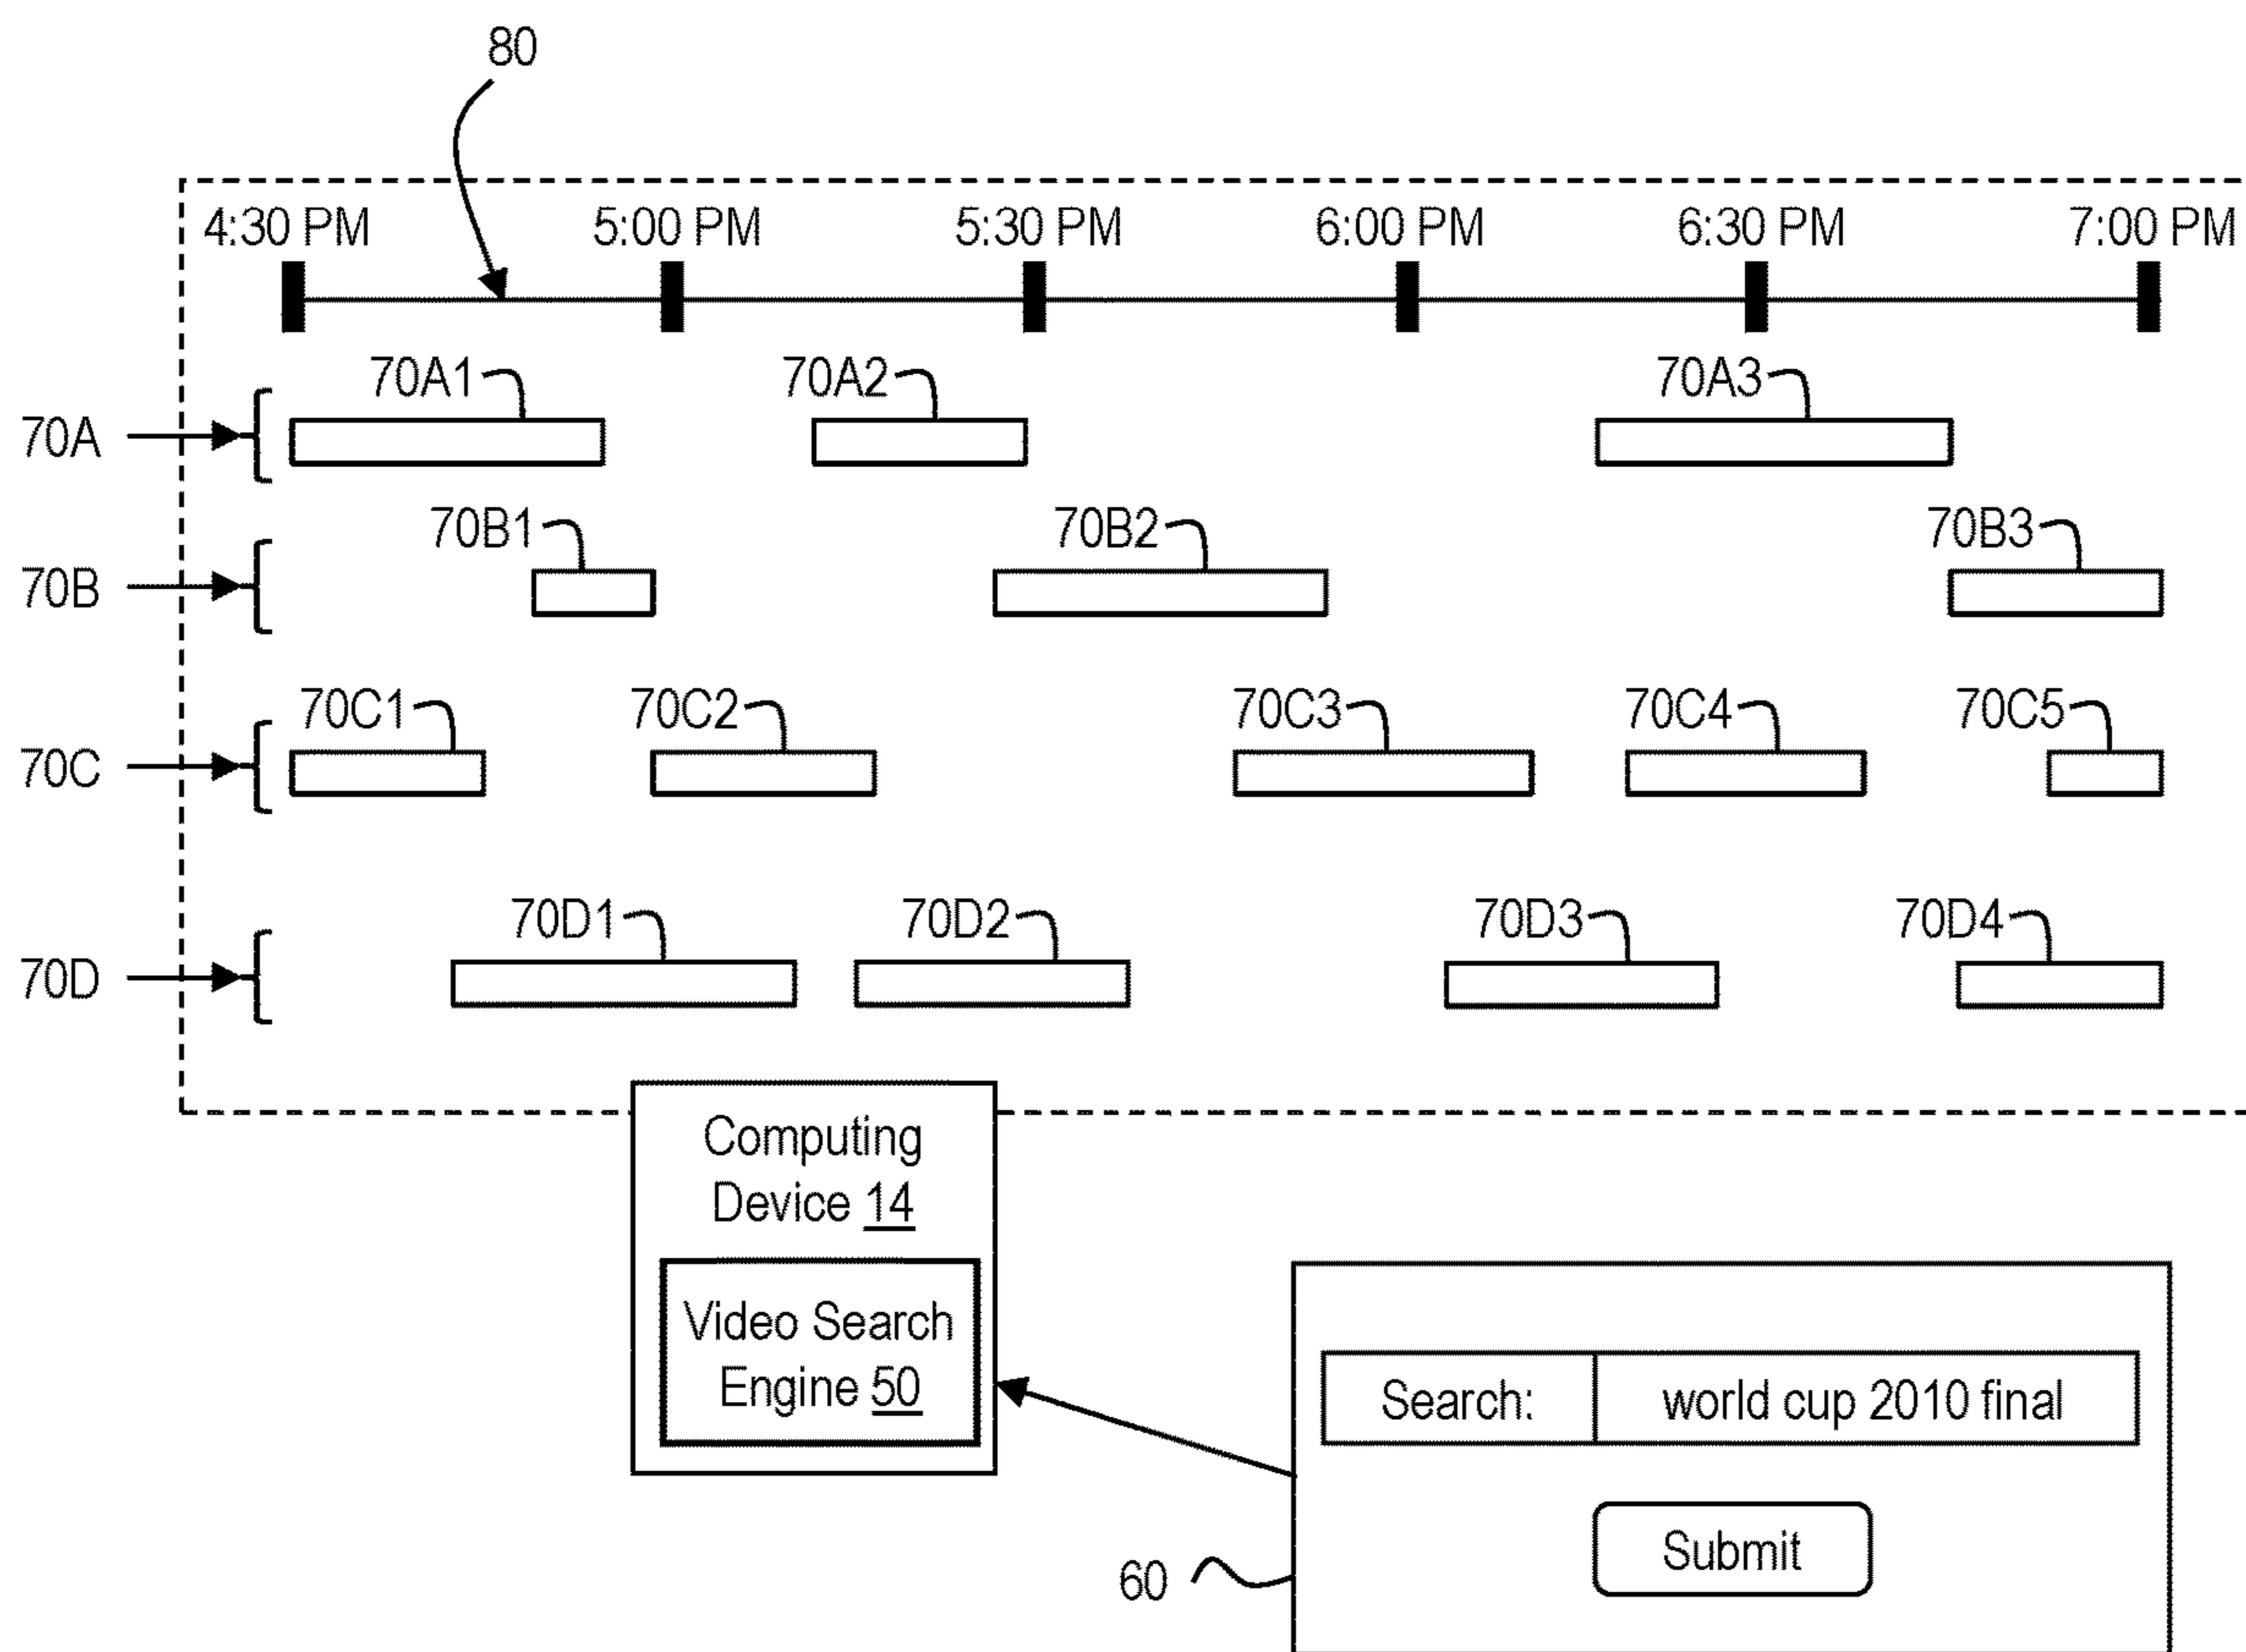 80
4:30 PM 5:00 PM 5:30 PM 6:00 PM 6:30 PM 7:00 PM
70A1 70A2 70A3
70A
70B1 70B2 70B3
70B
70C1 70C2 70C3 70C4 70C5
70C
70D1 70D2 70D3 70D4
70D
Computing
Device 14
Video Search
Engine 50
Search: world cup 2010 final
Submit
60